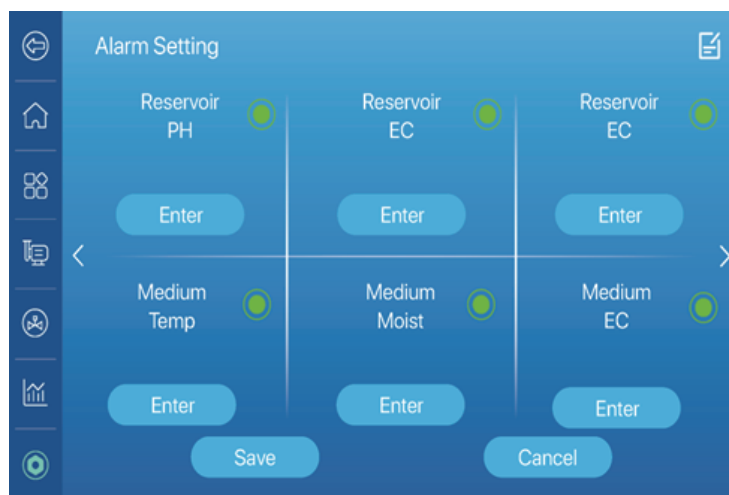 Alarm Setting
Reservoir
PH
Reservoir
EC
Reservoir
EC
Enter
Enter
Enter
Medium
Temp
Medium
Moist
Medium
EC
Enter
Enter
Enter
Save
Cancel